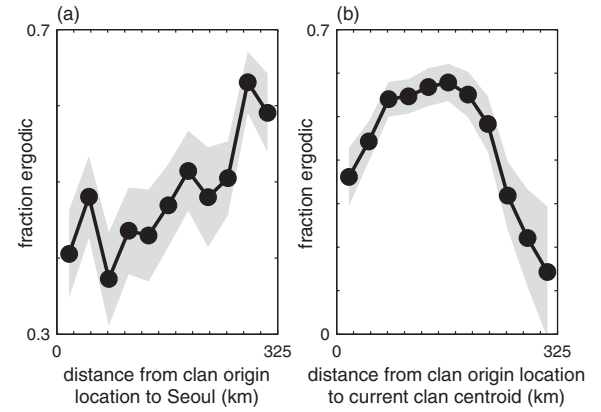 (a)
0.7
fraction ergodic
0.3
0
325
distance from clan origin
location to Seoul (km)
(b)
0.7
fraction ergodic
0
0
325
distance from clan origin location
to current clan centroid (km)